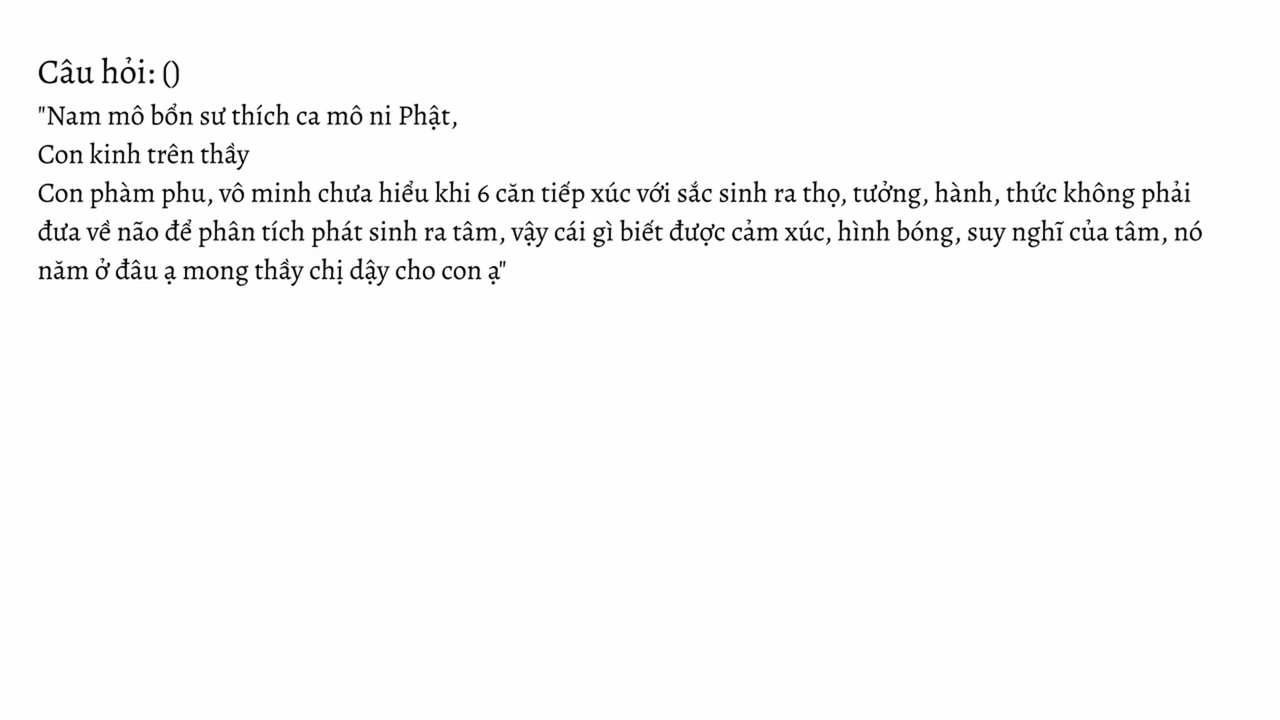 Câu hỏi: ()
"Nam mô bổn sư thích ca mô ni Phật,
Con kinh trên thầy
Con phàm phu, vô minh chưa hiểu khi 6 căn tiếp xúc với sắc sinh ra thọ, tưởng, hành, thức không phải
đưa về não để phân tích phát sinh ra tâm, vậy cái gì biết được cảm xúc, hình bóng, suy nghĩ của tâm, nó
năm ở đâu ạ mong thầy chị dậy cho con ạ"